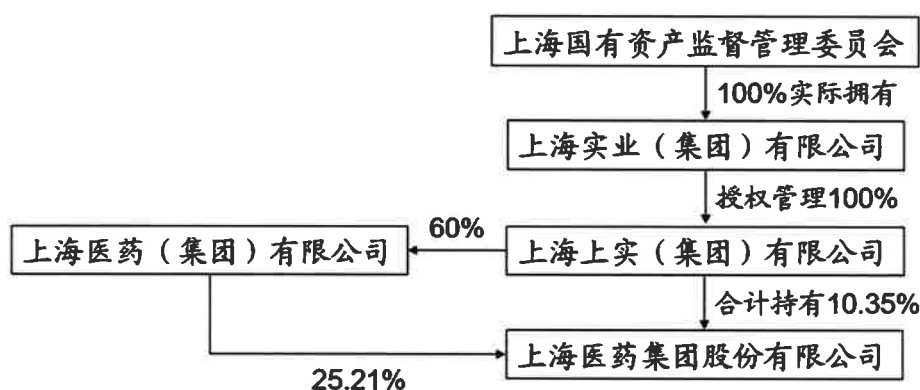 上海国有资产监督管理委员会
100%实际拥有
上海实业（集团）有限公司
授权管理100%
上海医药（集团）有限公司
60%
上海上实（集团）有限公司
合计持有10.35%
上海医药集团股份有限公司
25.21%